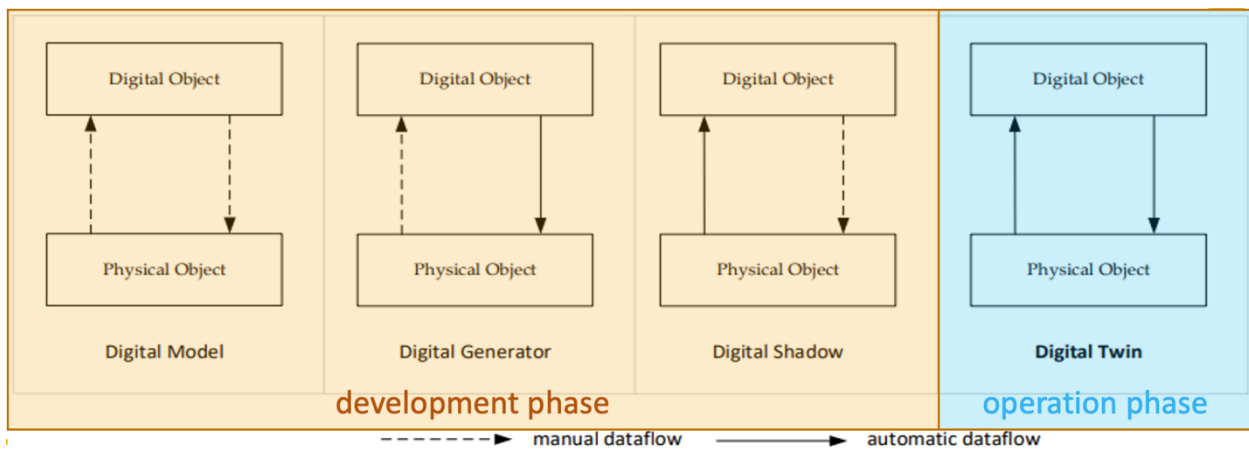 Digital Object
Physical Object
Digital Model
Digital Object
Physical Object
Digital Generator
Digital Object
Physical Object
Digital Shadow
Digital Object
Physical Object
Digital Twin
development phase
operation phase
manual dataflow
automatic dataflow